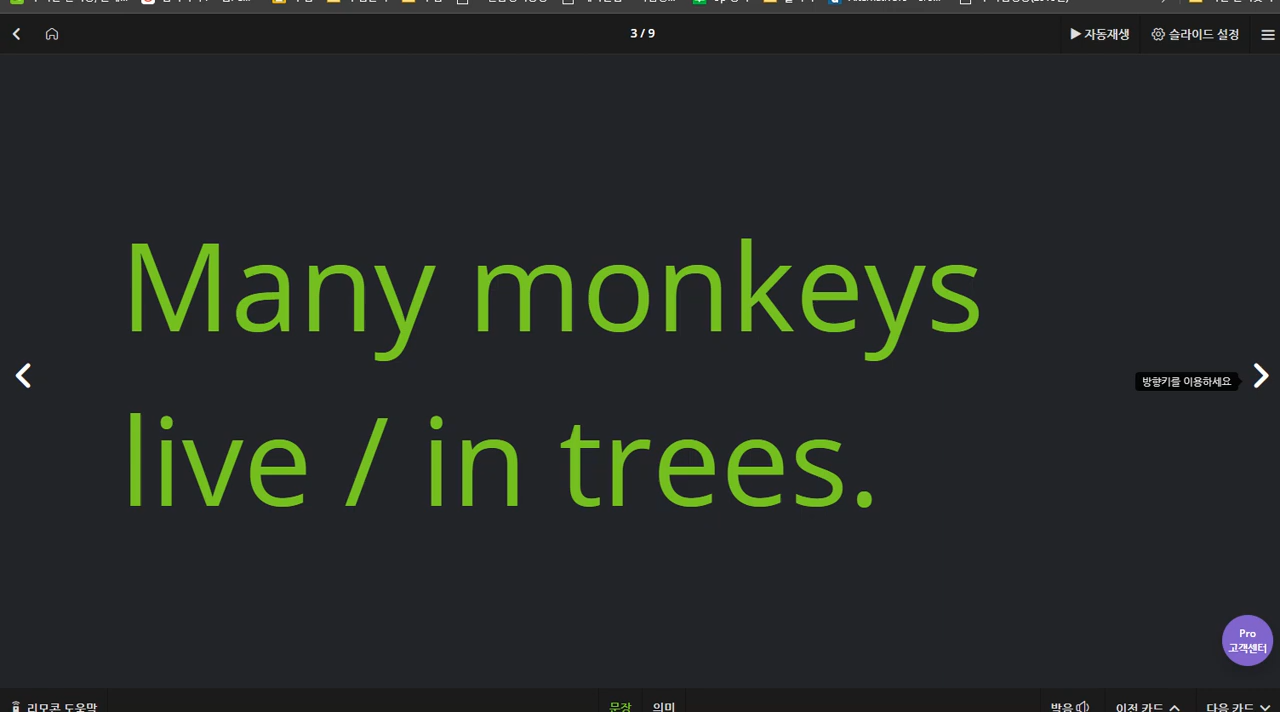 3 / 9
자동재생
슬라이드 설정
Many monkeys
live / in trees.
방향키를 이용하세요
Pro
고객센터
리모콘 도움말
문장
의미
발음
이전 카드
다음 카드